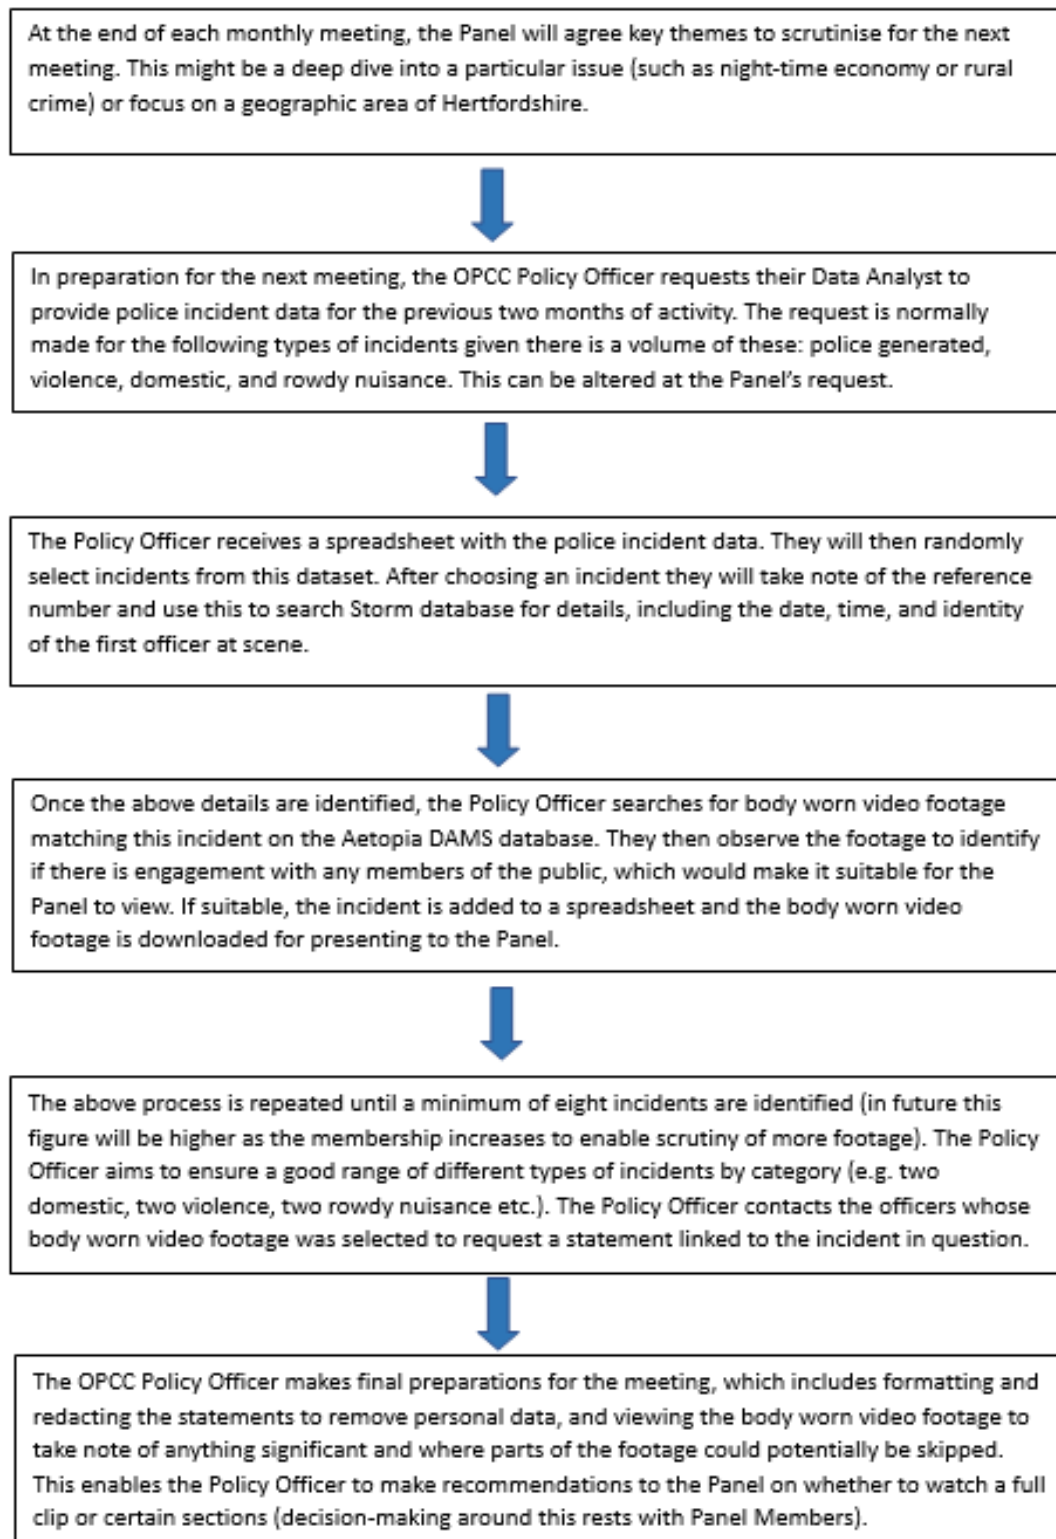 At the end of each monthly meeting, the Panel will agree key themes to scrutinise for the next
meeting. This might be a deep dive into a particular issue (such as night-time economy or rural
crime) or focus on a geographic area of Hertfordshire.
In preparation for the next meeting, the OPCC Policy Officer requests their Data Analyst to
provide police incident data for the previous two months of activity. The request is normally
made for the following types of incidents given there is a volume of these: police generated,
violence, domestic, and rowdy nuisance. This can be altered at the Panel’s request.
The Policy Officer receives a spreadsheet with the police incident data. They will then randomly
select incidents from this dataset. After choosing an incident they will take note of the reference
number and use this to search Storm database for details, including the date, time, and identity
of the first officer at scene.
Once the above details are identified, the Policy Officer searches for body worn video footage
matching this incident on the Aetopia DAMS database. They then observe the footage to identify
if there is engagement with any members of the public, which would make it suitable for the
Panel to view. If suitable, the incident is added to a spreadsheet and the body worn video
footage is downloaded for presenting to the Panel.
The above process is repeated until a minimum of eight incidents are identified (in future this
figure will be higher as the membership increases to enable scrutiny of more footage). The Policy
Officer aims to ensure a good range of different types of incidents by category (e.g. two
domestic, two violence, two rowdy nuisance etc.). The Policy Officer contacts the officers whose
body worn video footage was selected to request a statement linked to the incident in question.
The OPCC Policy Officer makes final preparations for the meeting, which includes formatting and
redacting the statements to remove personal data, and viewing the body worn video footage to
take note of anything significant and where parts of the footage could potentially be skipped.
This enables the Policy Officer to make recommendations to the Panel on whether to watch a full
clip or certain sections (decision-making around this rests with Panel Members).